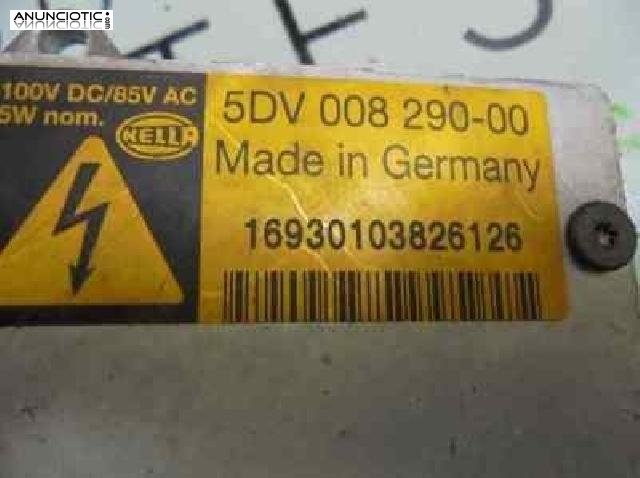 ANUNCIOTIC
100V DC/85V AC
5W nom.
HELLA
5DV 008 290-00
Made in Germany
16930103826126